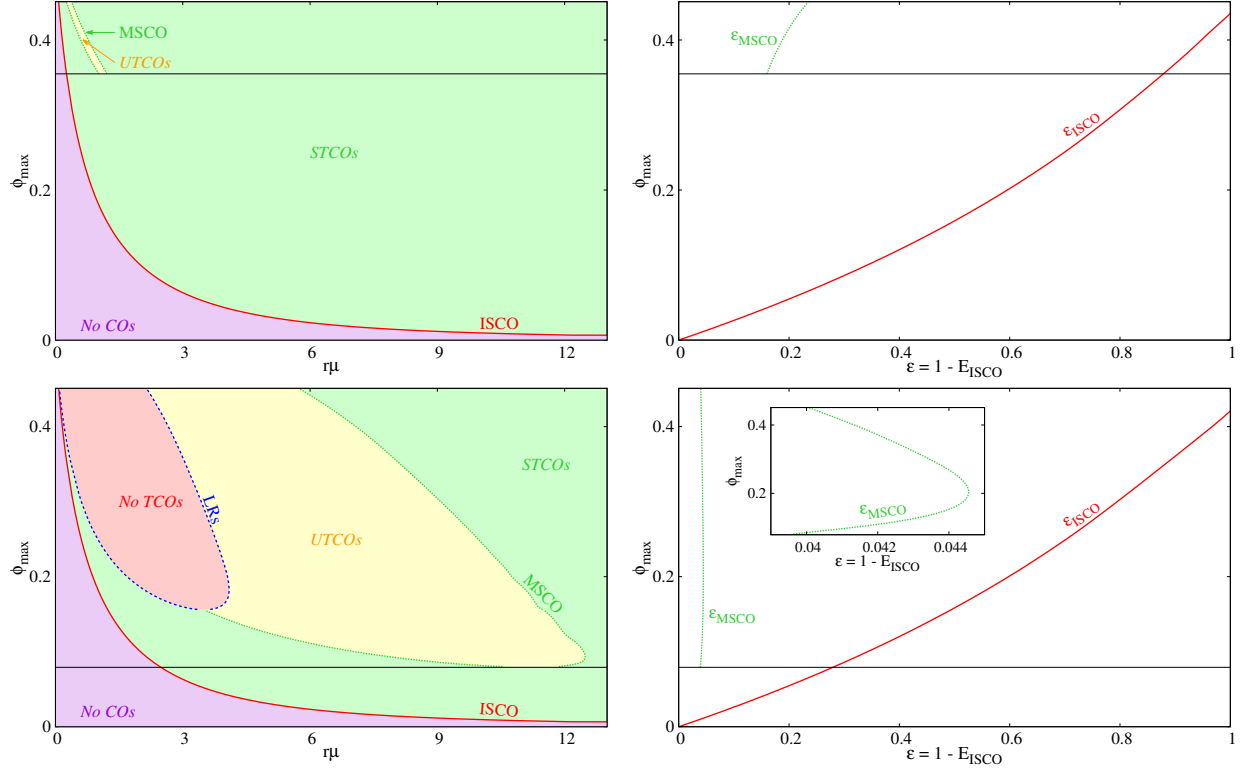 0.4
0.2
0
ϕmax
MSCO
UTCOs
STCOs
No COs
ISCO
0 3 6 9 12
rμ
0.4
0.2
0
ϕmax
εMSCO
εISCO
0 0.2 0.4 0.6 0.8 1
ε = 1 - EISCO
0.4
0.2
0
ϕmax
No TCOs
LRs
UTCOs
STCOs
MSCO
No COs
ISCO
0 3 6 9 12
rμ
0.4
0.2
0
ϕmax
εMSCO
0.4
0.2
ϕmax
εMSCO
0.04 0.042 0.044
ε = 1 - EISCO
εISCO
0 0.2 0.4 0.6 0.8 1
ε = 1 - EISCO